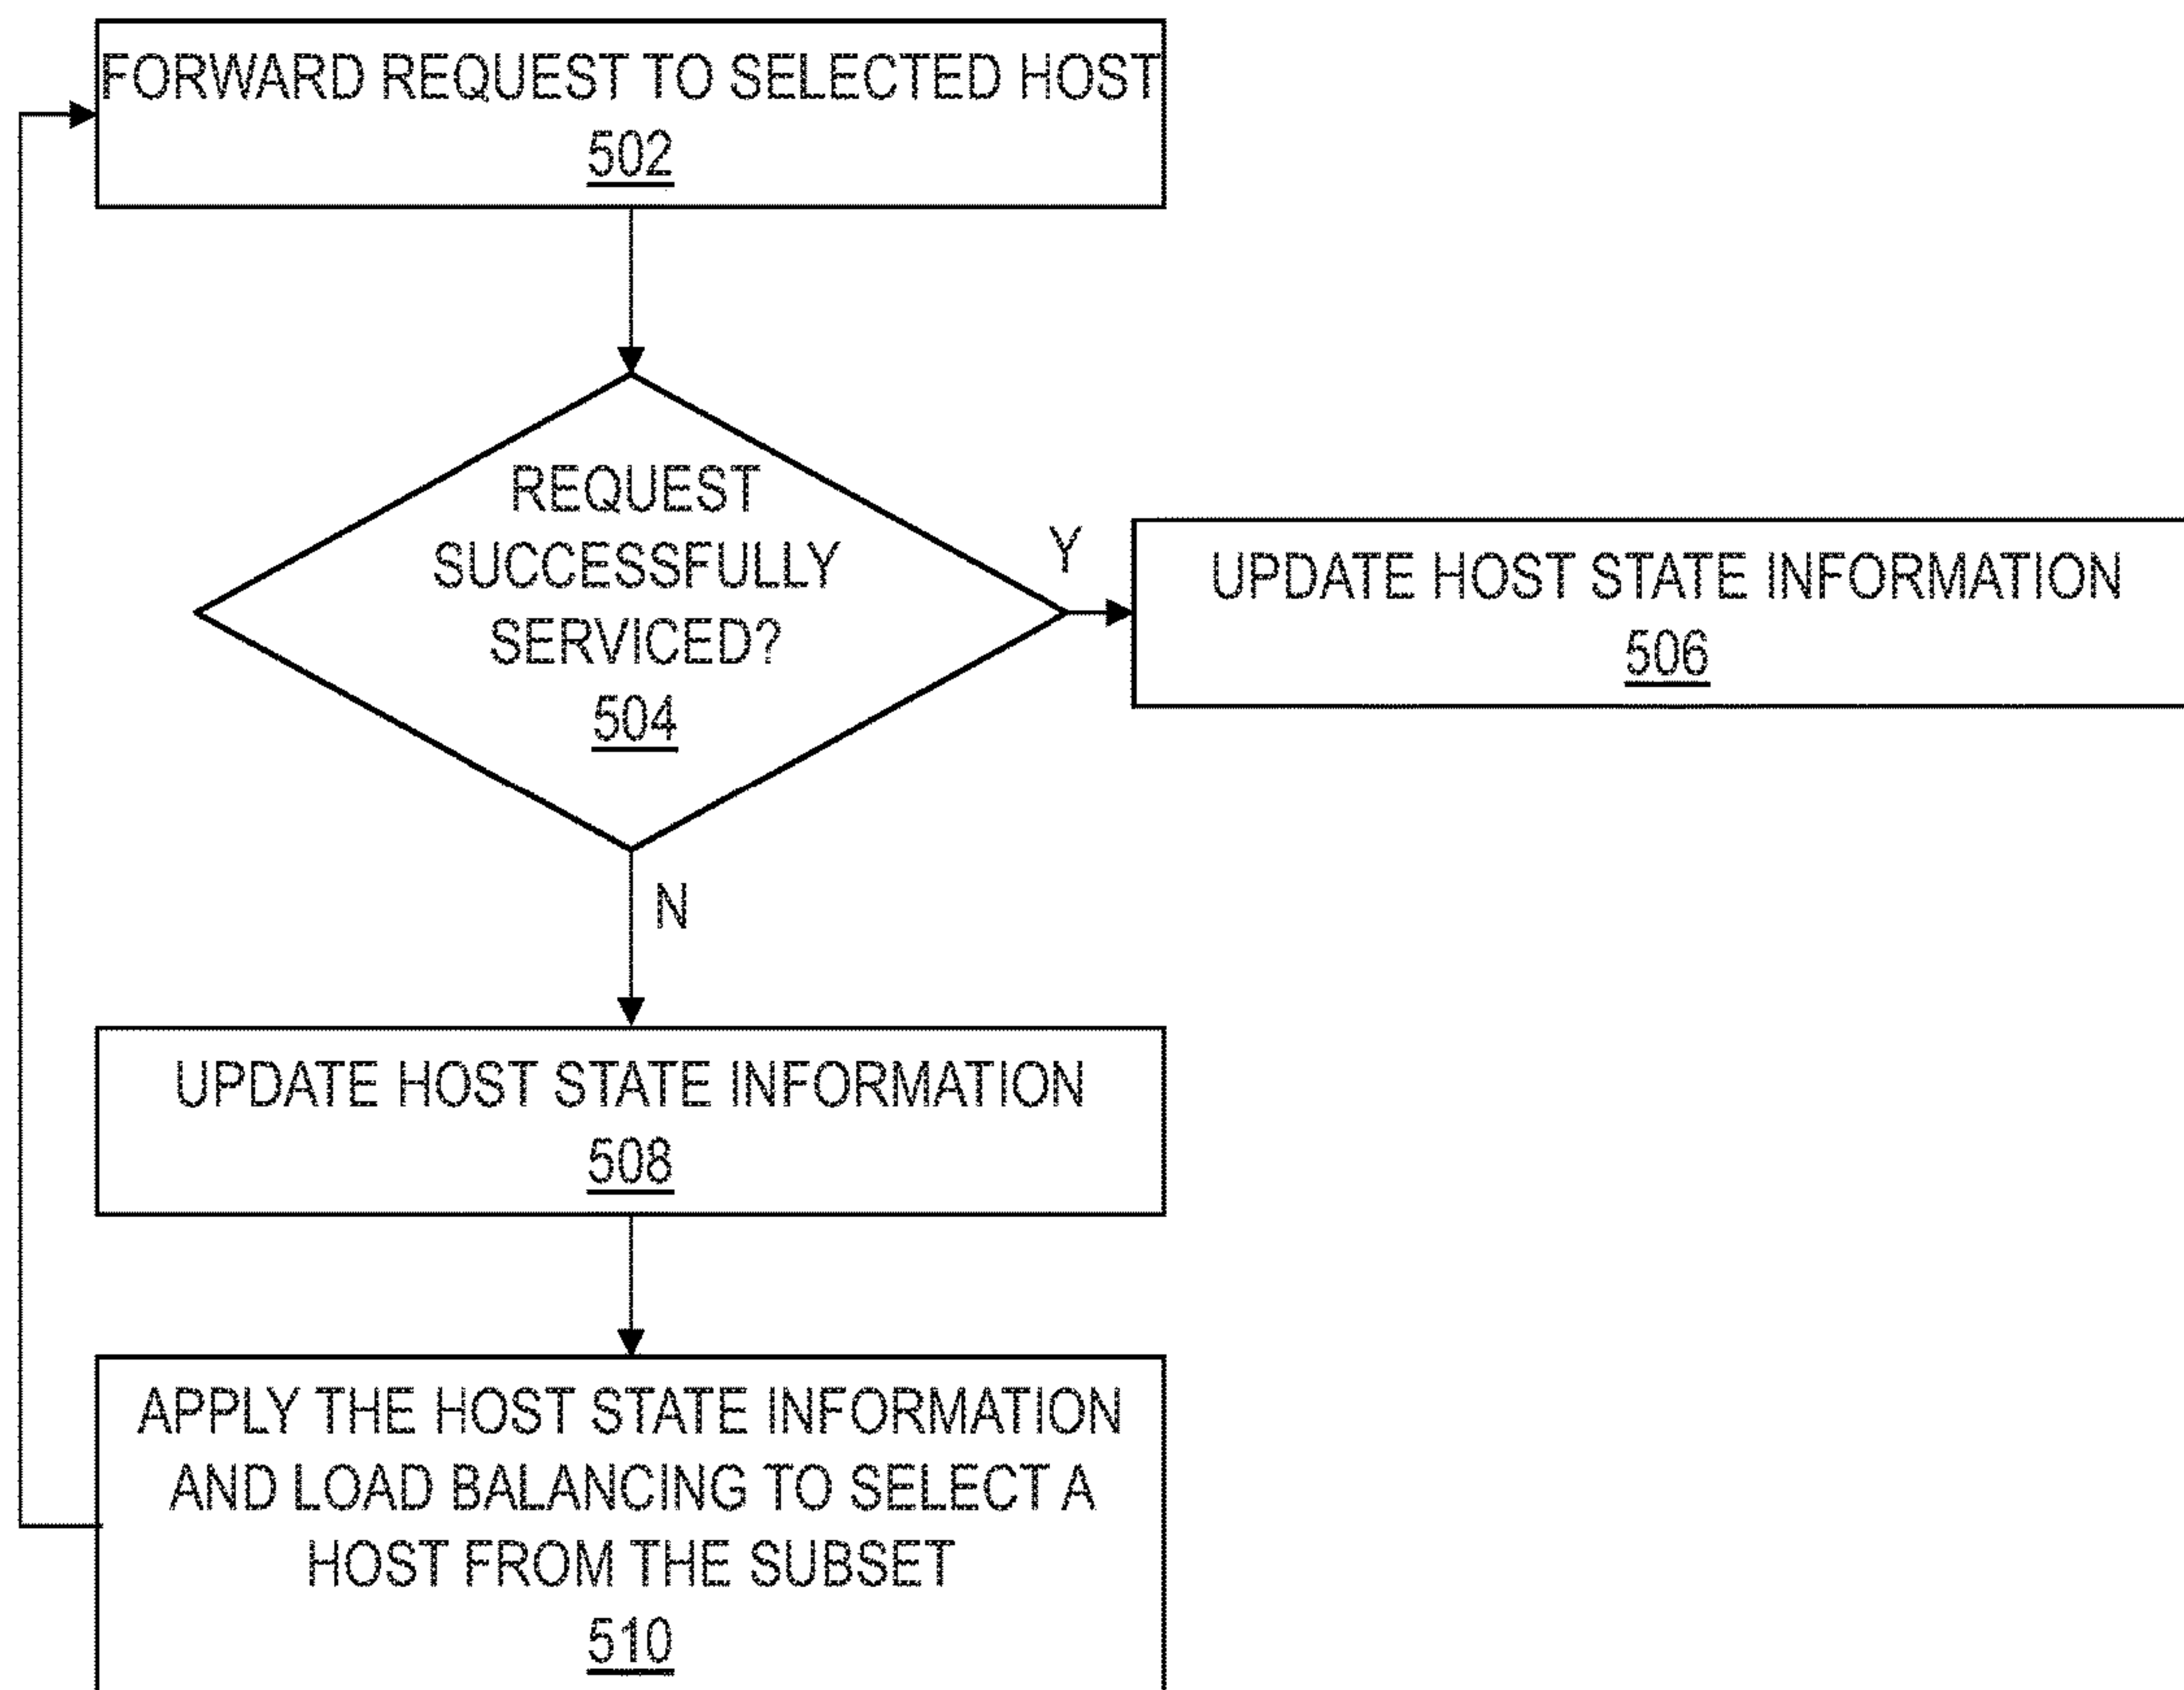 FORWARD REQUEST TO SELECTED HOST
502
REQUEST
SUCCESSFULLY
SERVICED?
504
Y
UPDATE HOST STATE INFORMATION
506
N
UPDATE HOST STATE INFORMATION
508
APPLY THE HOST STATE INFORMATION
AND LOAD BALANCING TO SELECT A
HOST FROM THE SUBSET
510